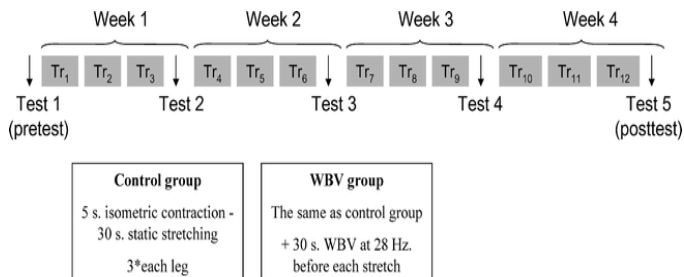 Week 1 Week 2 Week 3 Week 4
Tr1 Tr2 Tr3 Tr4 Tr5 Tr6 Tr7 Tr8 Tr9 Tr10 Tr11 Tr12
Test 1 Test 2 Test 3 Test 4 Test 5
(pretest) (posttest)
Control group
5 s. isometric contraction -
30 s. static stretching
3*each leg
WBV group
The same as control group
+ 30 s. WBV at 28 Hz.
before each stretch